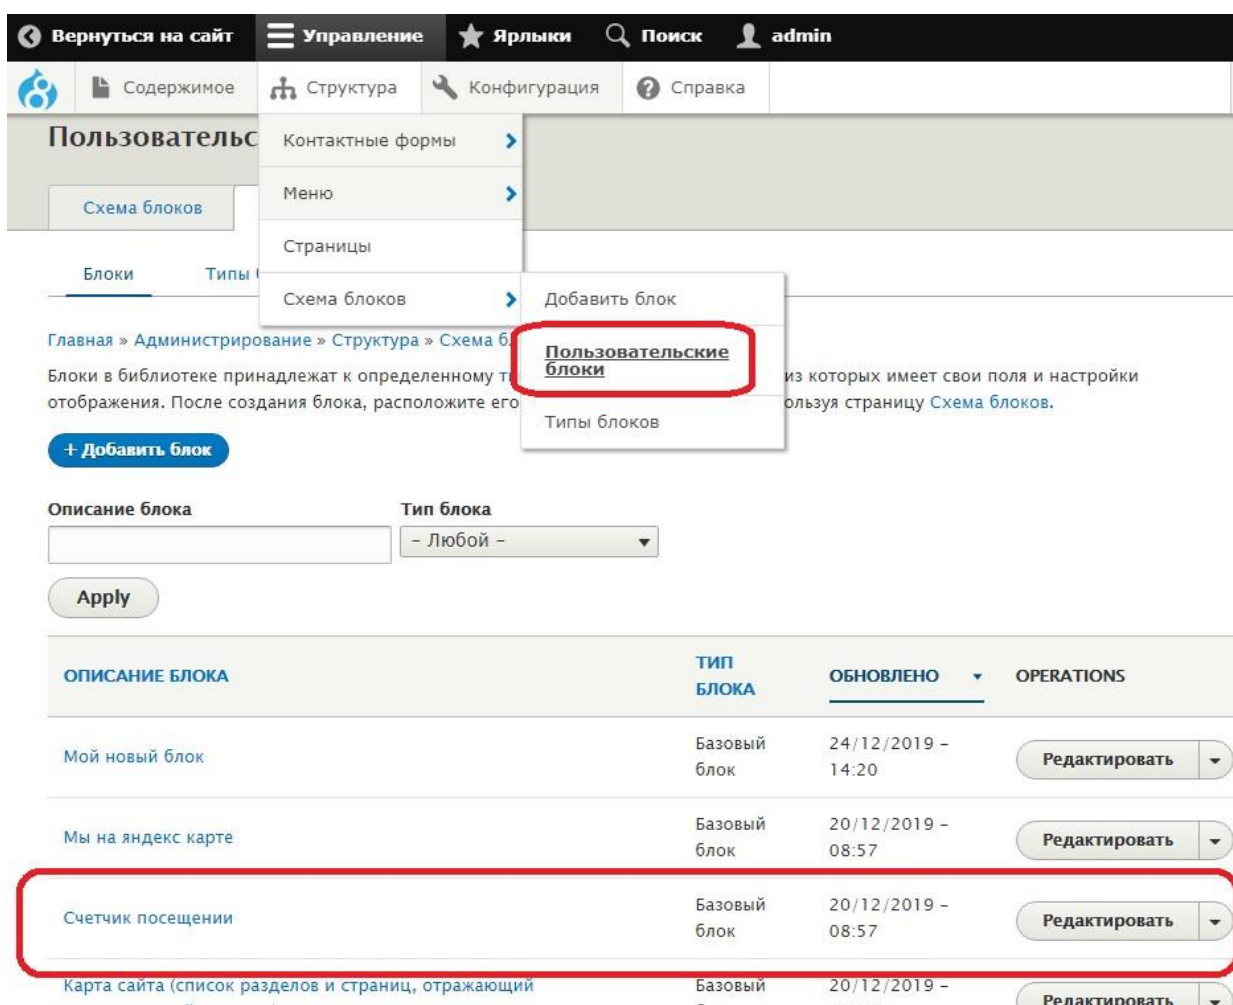 Вернуться на сайт Управление Ярлыки Поиск admin
Содержимое Структура Конфигурация Справка
Пользовательс
Контактные формы
Меню
Схема блоков
Страницы
Блоки Типы
Схема блоков
Добавить блок
Главная » Администрирование » Структура » Схема б
Пользовательские
блоки
Блоки в библиотеке принадлежат к определенному из которых имеет свои поля и настройки
отображения. После создания блока, расположите его ользуя страницу Схема блоков.
Типы блоков
+ Добавить блок
Описание блока Тип блока
– Любой –
Apply
ОПИСАНИЕ БЛОКА ТИП БЛОКА ОБНОВЛЕНО OPERATIONS
Мой новый блок Базовый блок 24/12/2019 – 14:20 Редактировать
Мы на яндекс карте Базовый блок 20/12/2019 – 08:57 Редактировать
Счетчик посещении Базовый блок 20/12/2019 – 08:57 Редактировать
Карта сайта (список разделов и страниц, отражающий Базовый 20/12/2019 – Редактировать